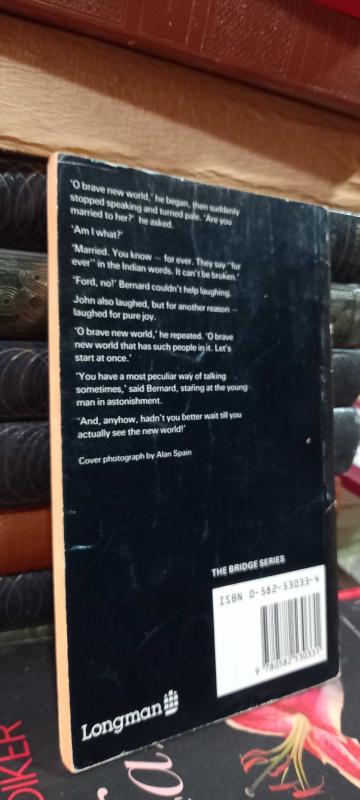 'O brave new world,' he began, then suddenly
stopped speaking and turned pale. 'Are you
married to her?' he asked.
'Am I what?'
'Married. You know — for ever. They say "for
ever" in the Indian words. It can't be broken.'
'Ford, no!' Bernard couldn't help laughing.
John also laughed, but for another reason —
laughed for pure joy.
'O brave new world,' he repeated. 'O brave
new world that has such people in it. Let's
start at once.'
'You have a most peculiar way of talking
sometimes,' said Bernard, staring at the young
man in astonishment.
'And, anyhow, hadn't you better wait till you
actually see the new world!'
Cover photograph by Alan Spain
THE BRIDGE SERIES
ISBN 0-582-53033-4
9 780582 530331
Longman
DIKER